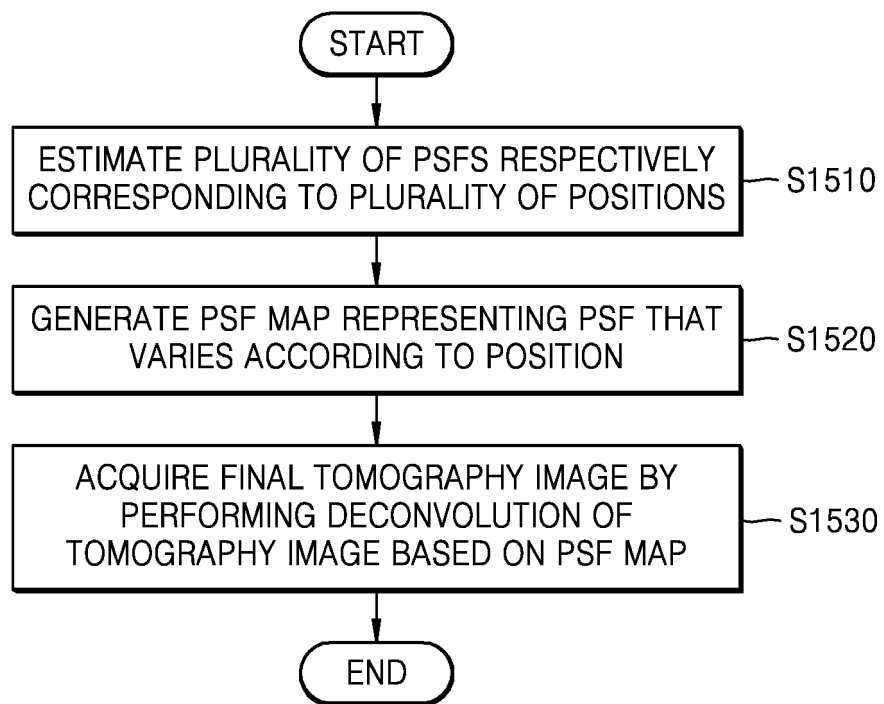 START
ESTIMATE PLURALITY OF PSFS RESPECTIVELY
CORRESPONDING TO PLURALITY OF POSITIONS
S1510
GENERATE PSF MAP REPRESENTING PSF THAT
VARIES ACCORDING TO POSITION
S1520
ACQUIRE FINAL TOMOGRAPHY IMAGE BY
PERFORMING DECONVOLUTION OF
TOMOGRAPHY IMAGE BASED ON PSF MAP
S1530
END